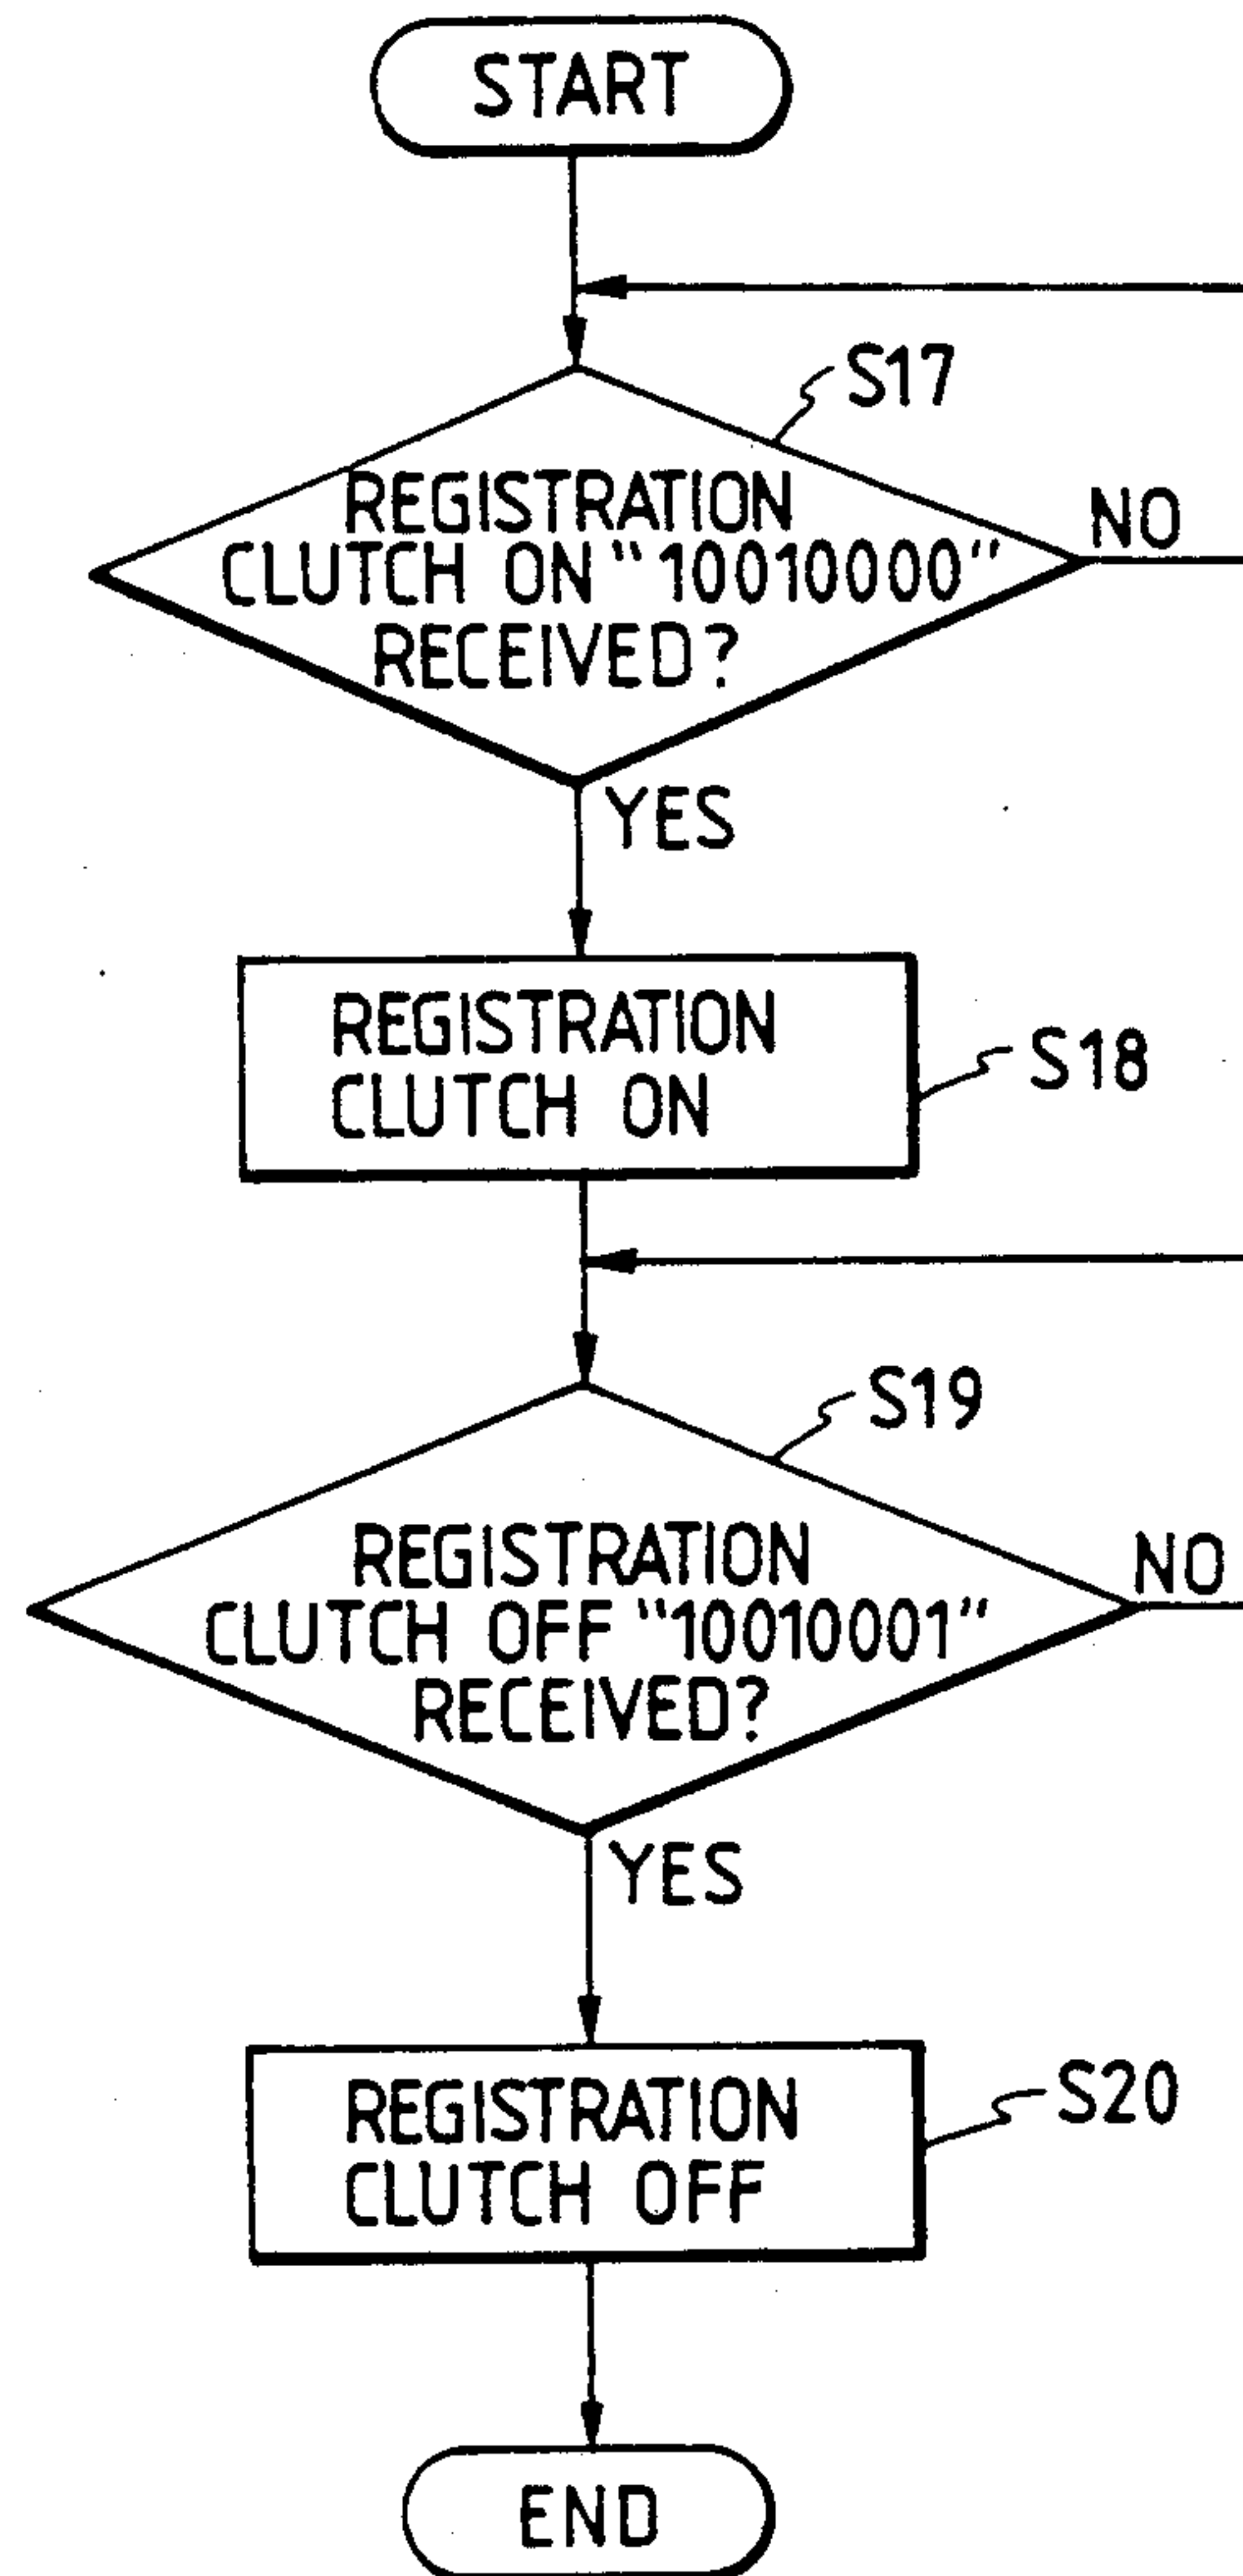 START
S17
REGISTRATION
CLUTCH ON "10010000"
RECEIVED?
NO
YES
REGISTRATION
CLUTCH ON
S18
S19
REGISTRATION
CLUTCH OFF "10010001"
RECEIVED?
NO
YES
REGISTRATION
CLUTCH OFF
S20
END